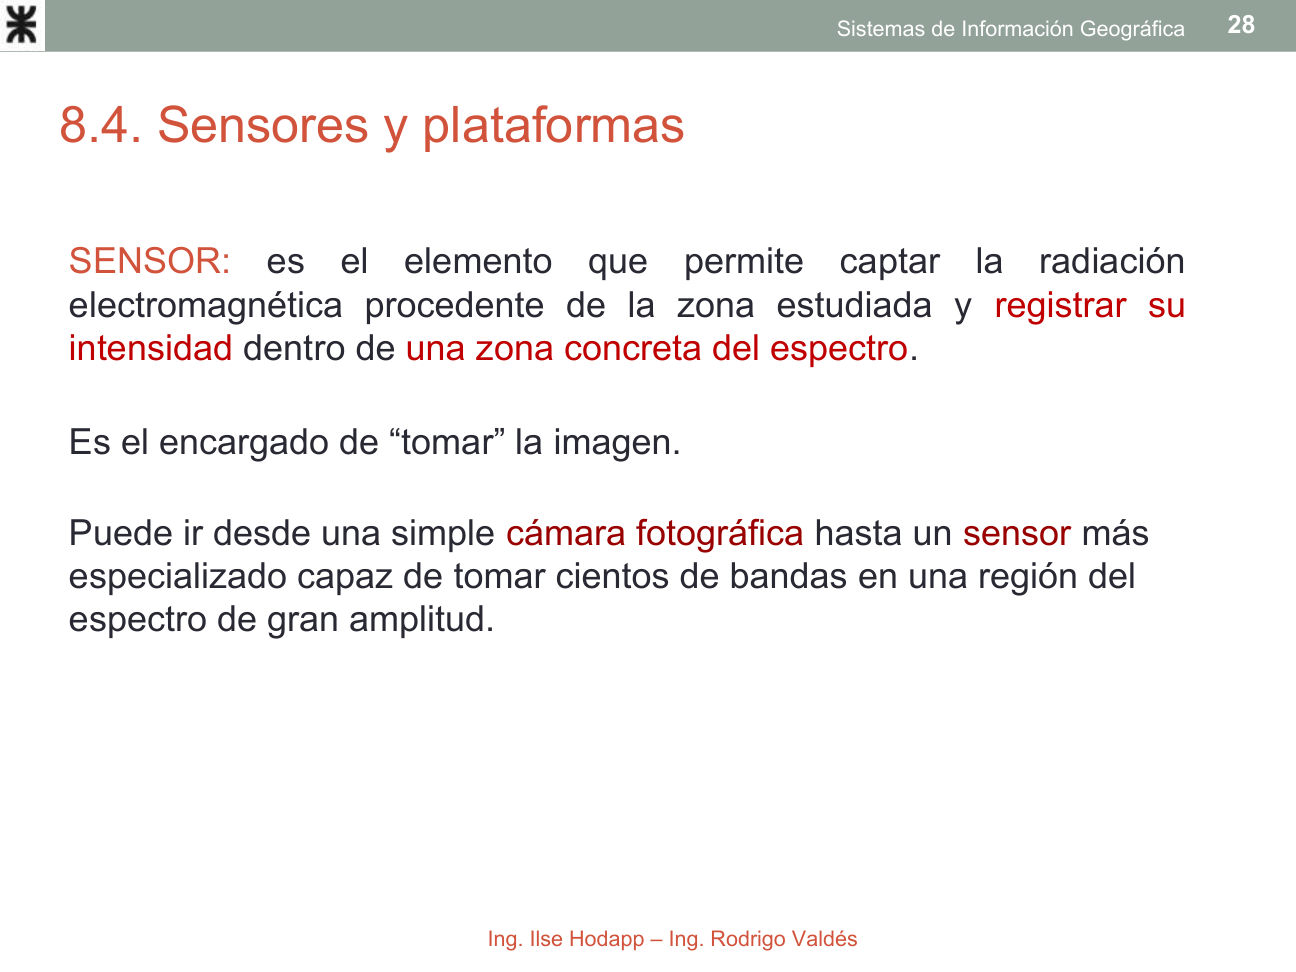 Sistemas de Información Geográfica 28
8.4. Sensores y plataformas
SENSOR: es el elemento que permite captar la radiación
electromagnética procedente de la zona estudiada y registrar su
intensidad dentro de una zona concreta del espectro.
Es el encargado de “tomar” la imagen.
Puede ir desde una simple cámara fotográfica hasta un sensor más
especializado capaz de tomar cientos de bandas en una región del
espectro de gran amplitud.
Ing. Ilse Hodapp – Ing. Rodrigo Valdés